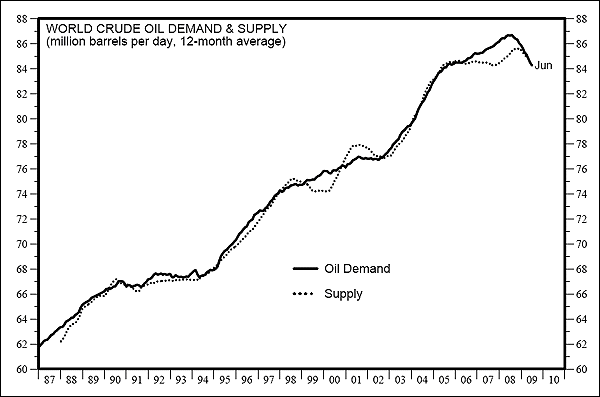 WORLD CRUDE OIL DEMAND & SUPPLY
(million barrels per day, 12-month average)
88 88
86 86
84 Jun 84
82 82
80 80
78 78
76 76
74 74
72 72
70 70
68 Oil Demand 68
66 Supply 66
64 64
62 62
60 60
87 88 89 90 91 92 93 94 95 96 97 98 99 00 01 02 03 04 05 06 07 08 09 10